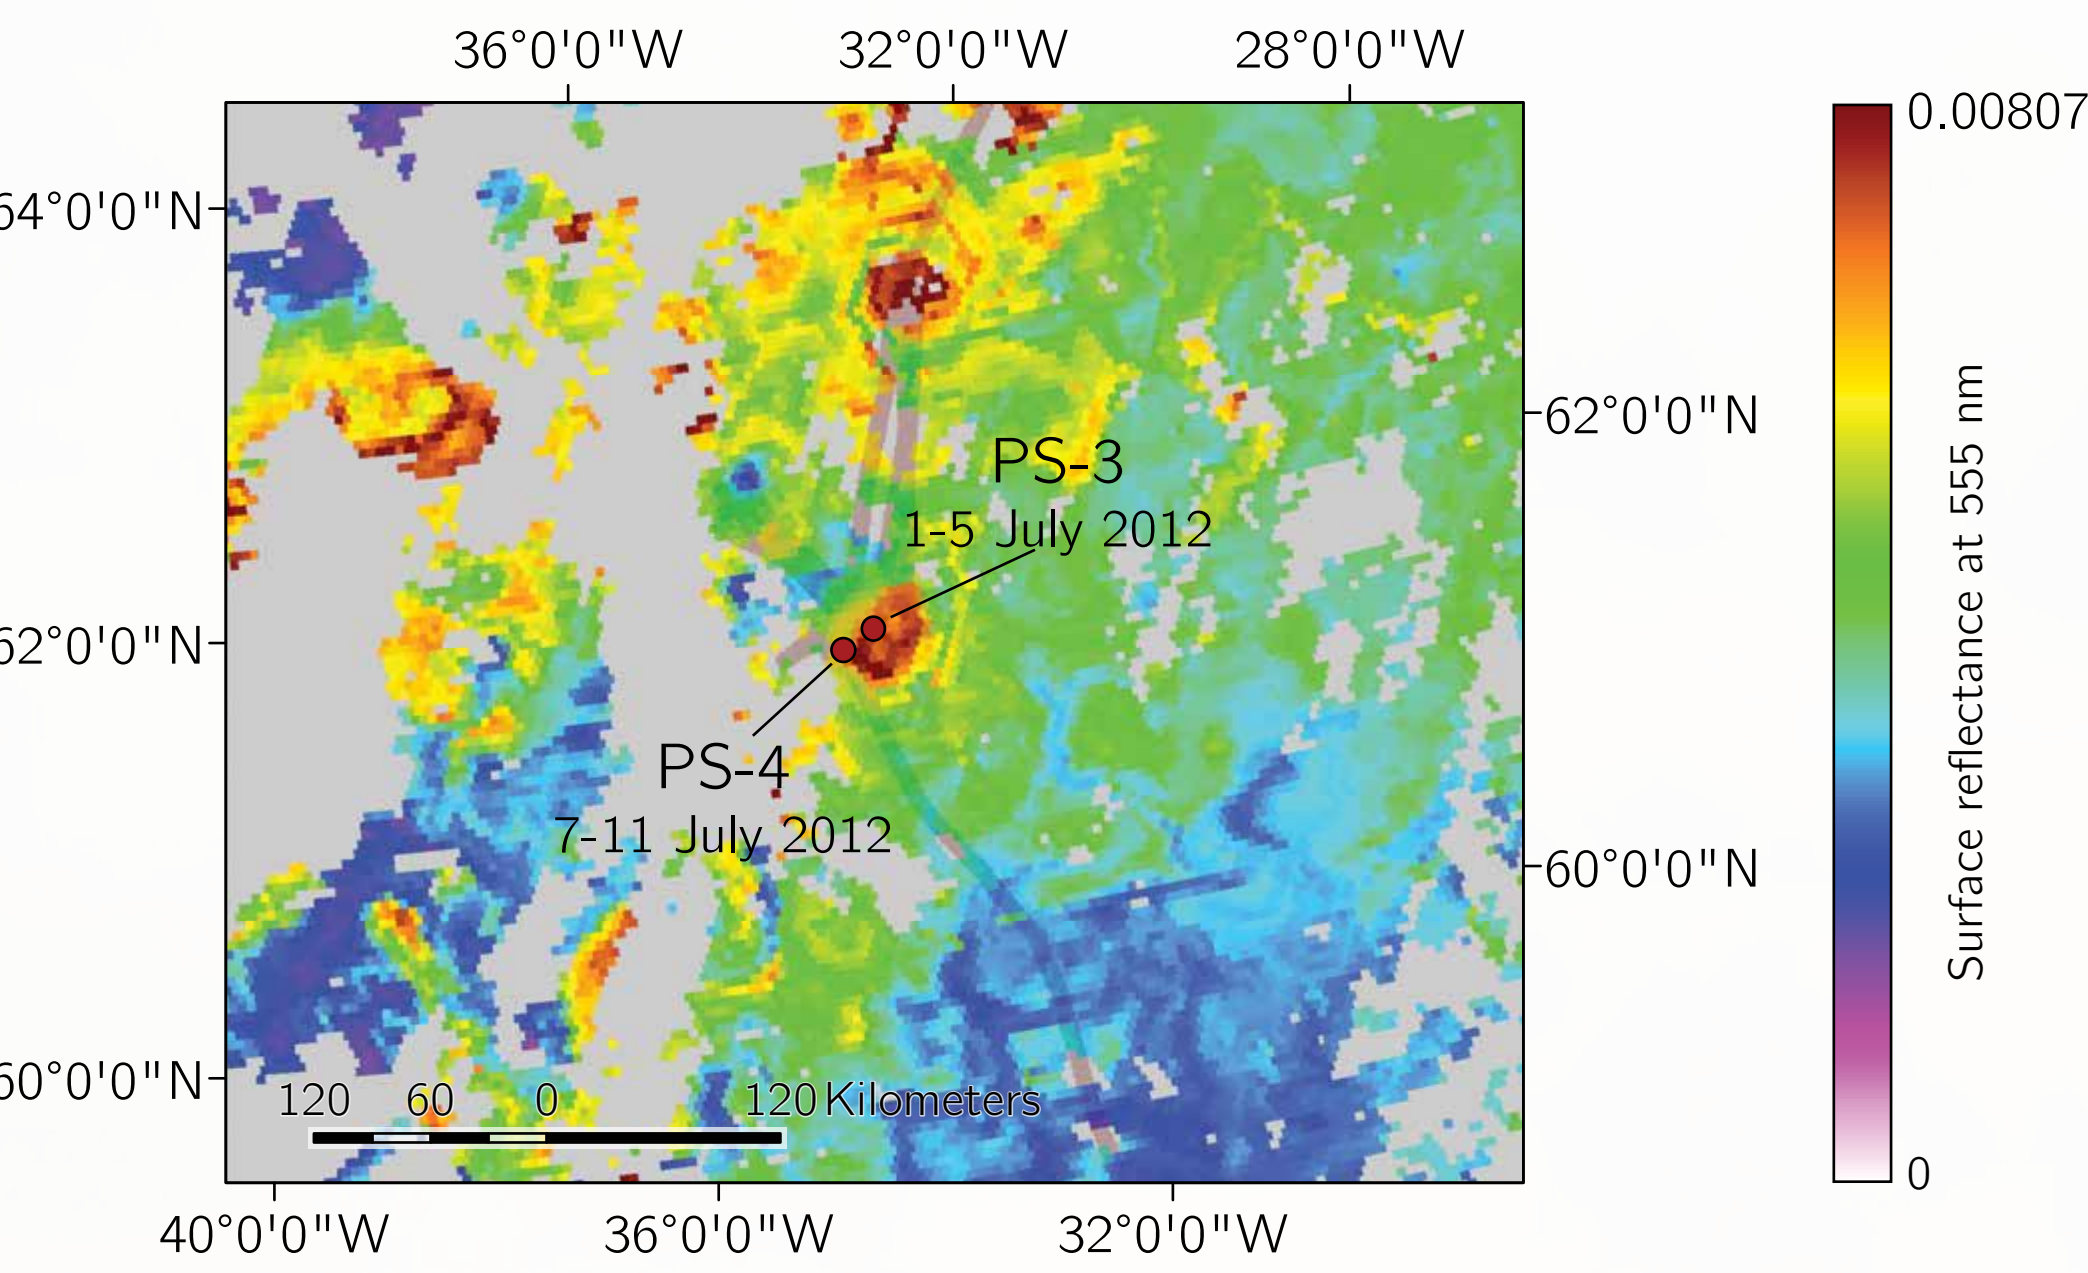 36°0'0"W 32°0'0"W 28°0'0"W
0.00807
64°0'0"N
62°0'0"N
PS-3
1-5 July 2012
62°0'0"N
PS-4
7-11 July 2012
60°0'0"N
Surface reflectance at 555 nm
60°0'0"N
120 60 0 120 Kilometers
0
40°0'0"W 36°0'0"W 32°0'0"W